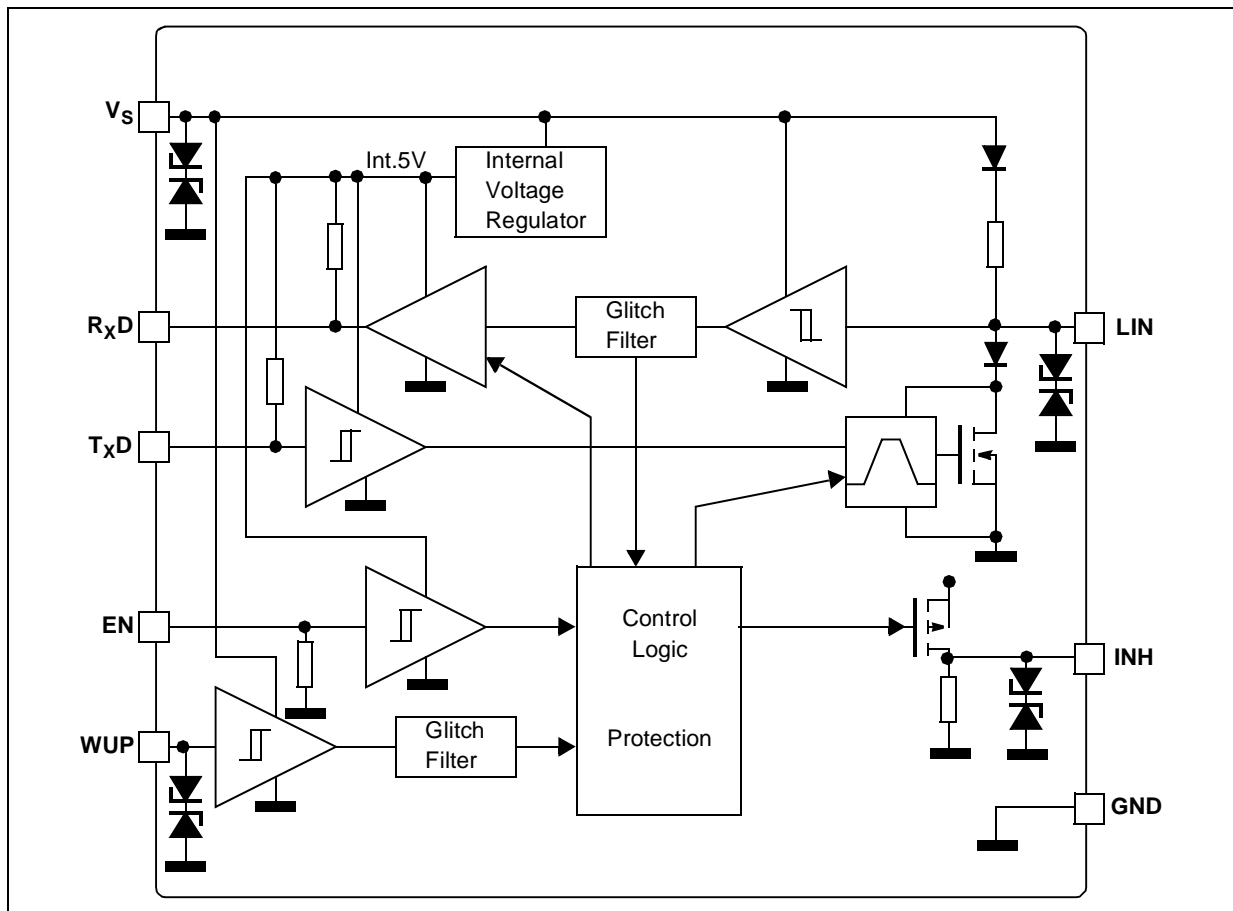 VS
Int.5V
Internal
Voltage
Regulator
RXD
Glitch
Filter
LIN
TXD
EN
Control
Logic
INH
WUP
Glitch
Filter
Protection
GND